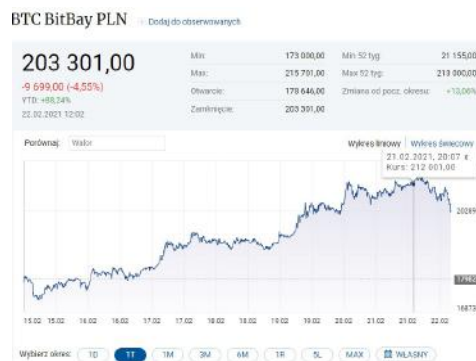 BTC BitBay PLN + Dodaj do obserwowanych
203 301,00
-9 699,00 (-4,55%)
22.02.2021 12:02
Min: 173 000,00
Max: 215 701,00
Otwarcie: 178 646,00
Zamknięcie: 203 301,00
Min 52 tyg: 21 155,00
Max 52 tyg: 213 000,00
Zmiana od pocz. okresu:
Porównaj: Walor
Wykres liniowy | Wykres świecowy
21.02.2021, 20:07 x
Kurs: 212 001,00
15.02 15.02 16.02 16.02 17.02 17.02 18.02 18.02 19.02 19.02 20.02 20.02 21.02 21.02 22.02
Wybierz okres: 1D 1T 1M 3M 6M 1R 5L MAX WŁASNY